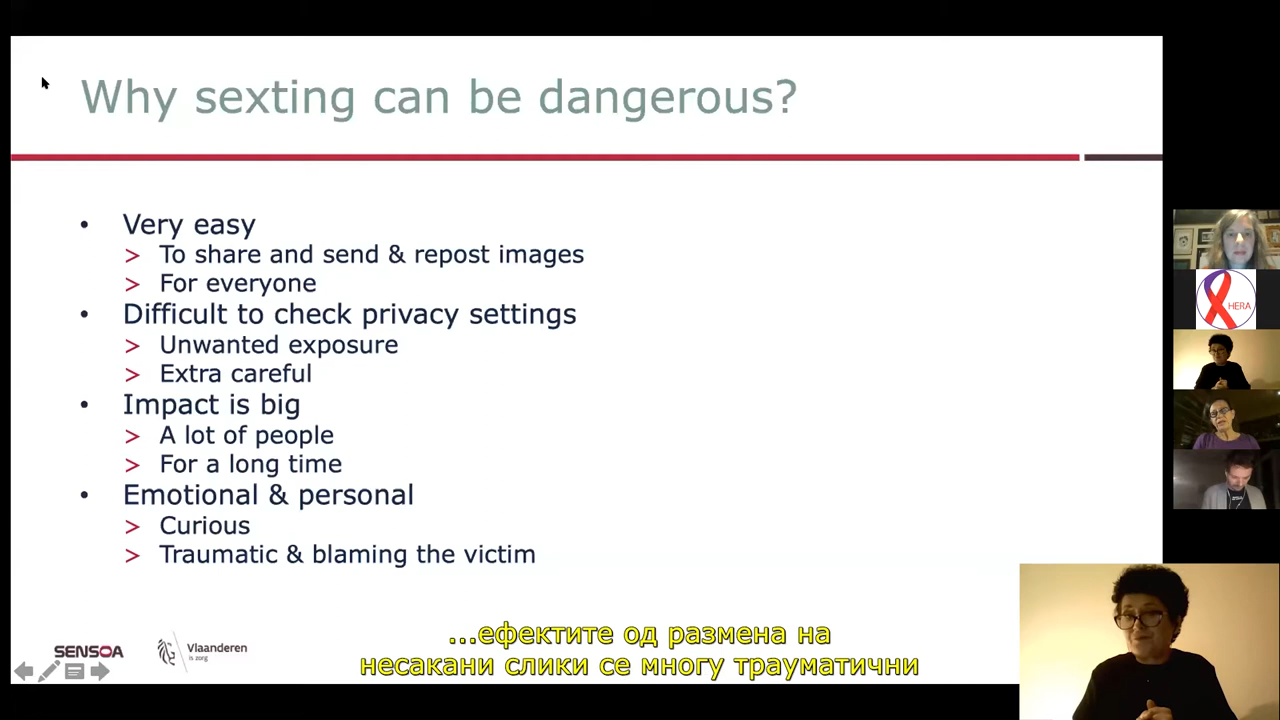 Why sexting can be dangerous?
• Very easy
> To share and send & repost images
> For everyone
• Difficult to check privacy settings
> Unwanted exposure
> Extra careful
• Impact is big
> A lot of people
> For a long time
• Emotional & personal
> Curious
> Traumatic & blaming the victim
HERA
SENSOA
Vlaanderen
is zorg
...ефектите од размена на
несакани слики се многу трауматични